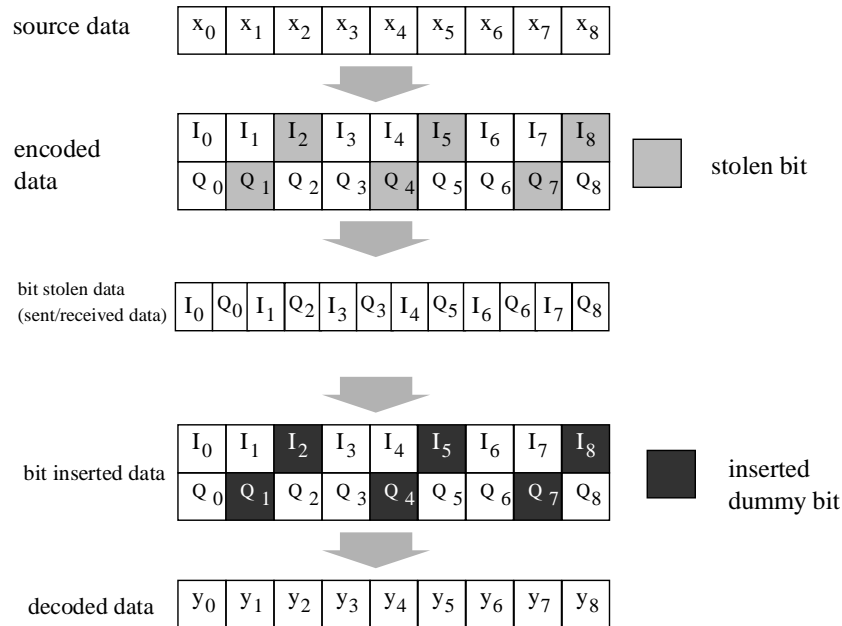 source data x0 x1 x2 x3 x4 x5 x6 x7 x8
encoded
data
I0 I1 I2 I3 I4 I5 I6 I7 I8
Q0 Q1 Q2 Q3 Q4 Q5 Q6 Q7 Q8
stolen bit
bit stolen data
(sent/received data)
I0 Q0 I1 Q2 I3 Q3 I4 Q5 I6 Q6 I7 Q8
bit inserted data
I0 I1 I2 I3 I4 I5 I6 I7 I8
Q0 Q1 Q2 Q3 Q4 Q5 Q6 Q7 Q8
inserted
dummy bit
decoded data y0 y1 y2 y3 y4 y5 y6 y7 y8